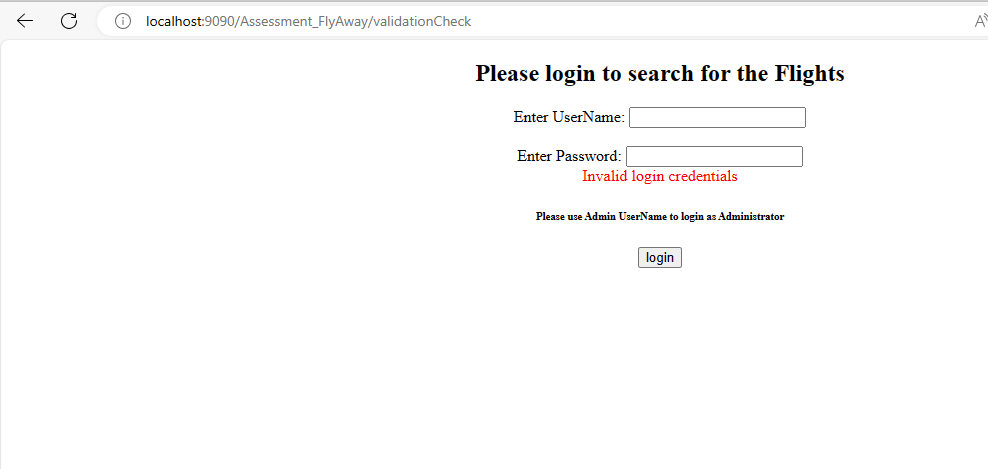 localhost:9090/Assessment_FlyAway/validationCheck
A
Please login to search for the Flights
Enter UserName:
Enter Password:
Invalid login credentials
Please use Admin UserName to login as Administrator
login